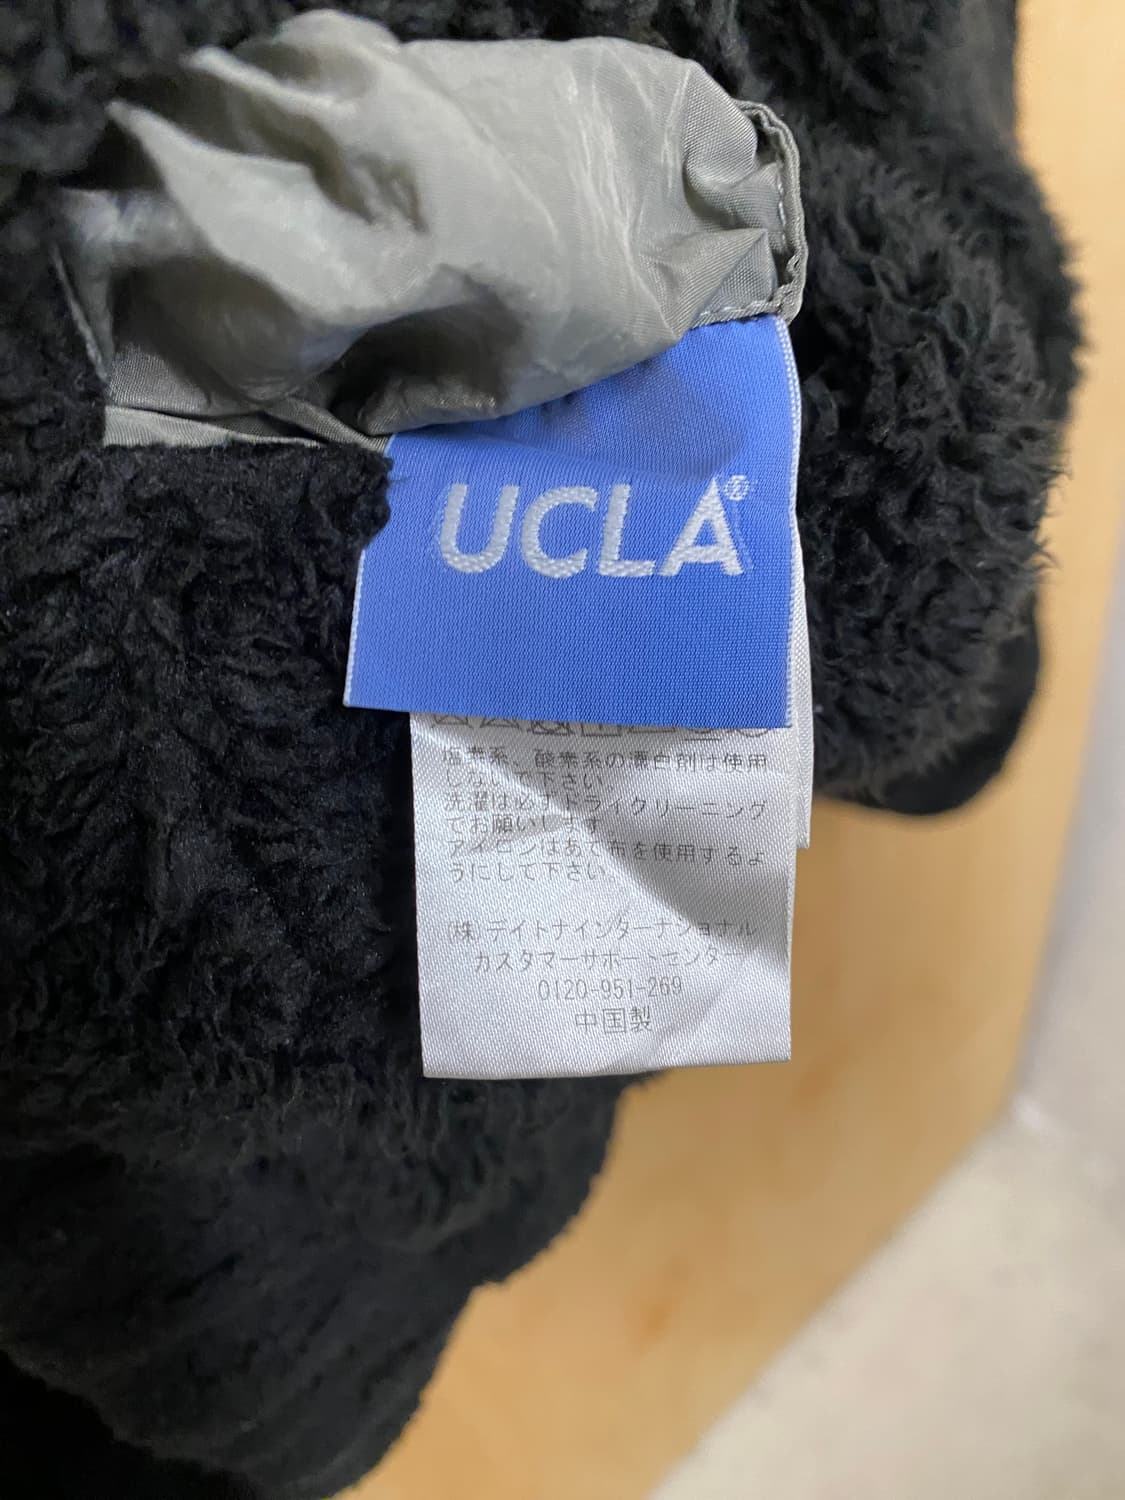 UCLA®
塩素系、酸素系の漂白剤は使用
しないで下さい。
洗濯は必ずドライクリーニング
でお願いします。
アイロンはあて布を使用するよ
うにして下さい。
(株)デイトナインターナショナル
カスタマーサポートセンター
0120-951-269
中国製